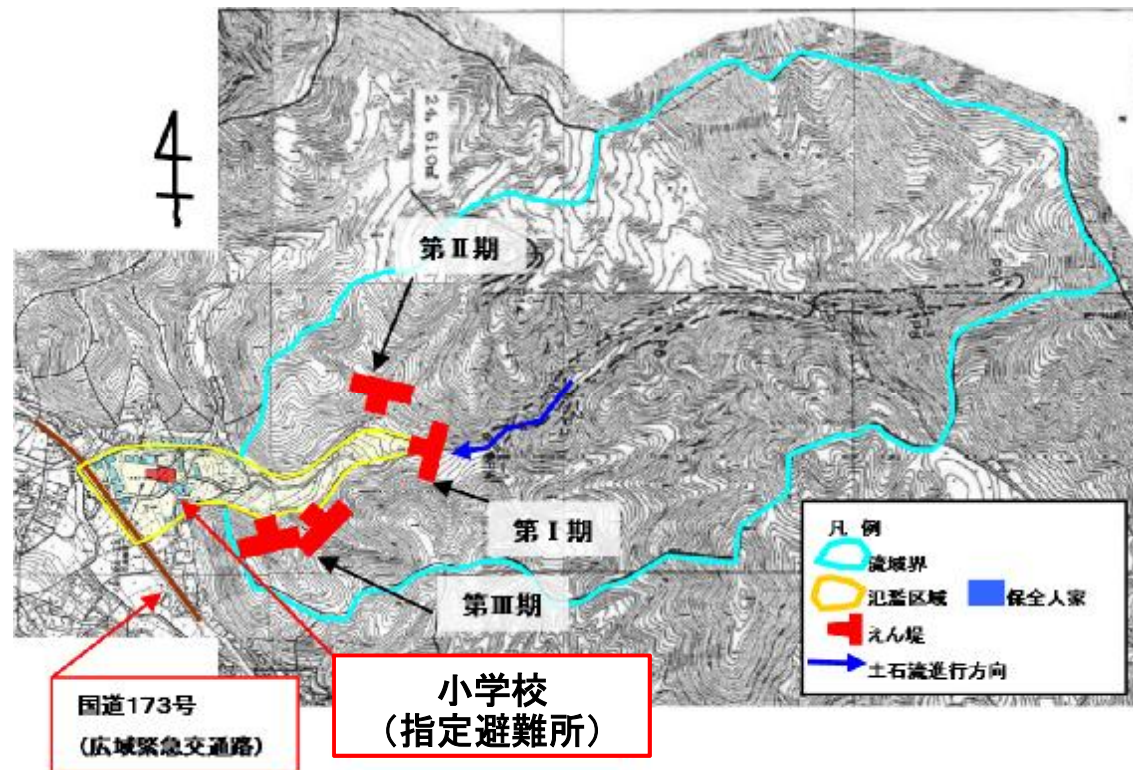 24,610㎡
第Ⅱ期
第Ⅰ期
第Ⅲ期
国道173号
(広域緊急交通路)
小学校
（指定避難所）
凡 例
流域界
氾濫区域
保全人家
えん堤
土石流進行方向